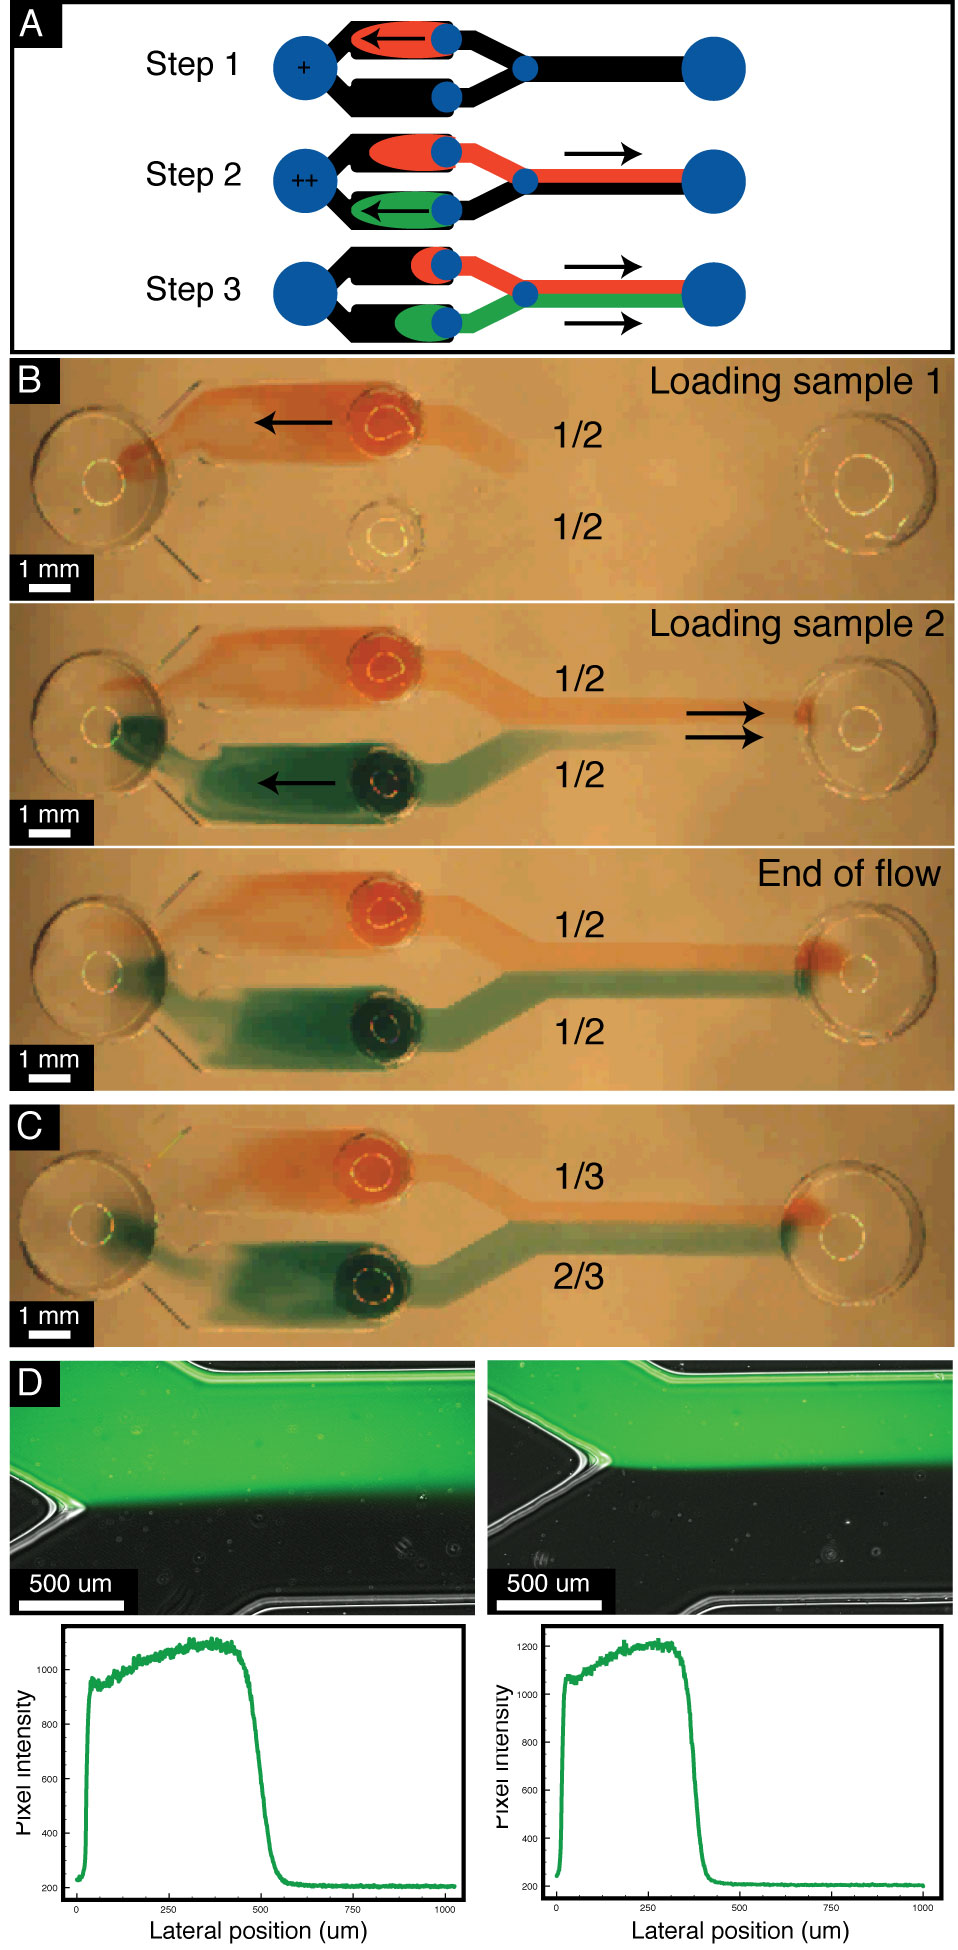 A
Step 1
+
Step 2
++
Step 3
B
Loading sample 1
1/2
1/2
1 mm
Loading sample 2
1/2
1/2
1 mm
End of flow
1/2
1/2
1 mm
C
1/3
2/3
1 mm
D
500 um
500 um
Pixel intensity
1000
800
600
400
200
0
250
500
750
1000
Lateral position (um)
Pixel intensity
1200
1000
800
600
400
200
0
250
500
750
1000
Lateral position (um)